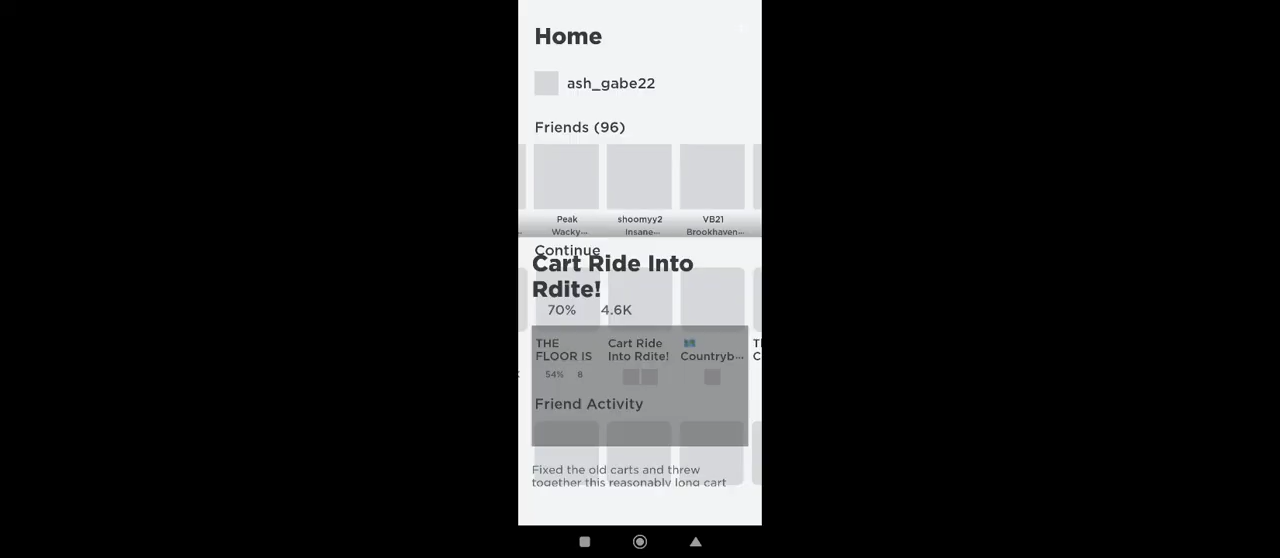 Home
ash_gabe22
Friends (96)
Peak shoomyy2 VB21
Wacky... Insane... Brookhaven...
Continue
Cart Ride Into
Rdite!
70% 4.6K
THE Cart Ride
FLOOR IS Into Rdite! Countryb...
54% 8
Friend Activity
Fixed the old carts and threw
together this reasonably long cart